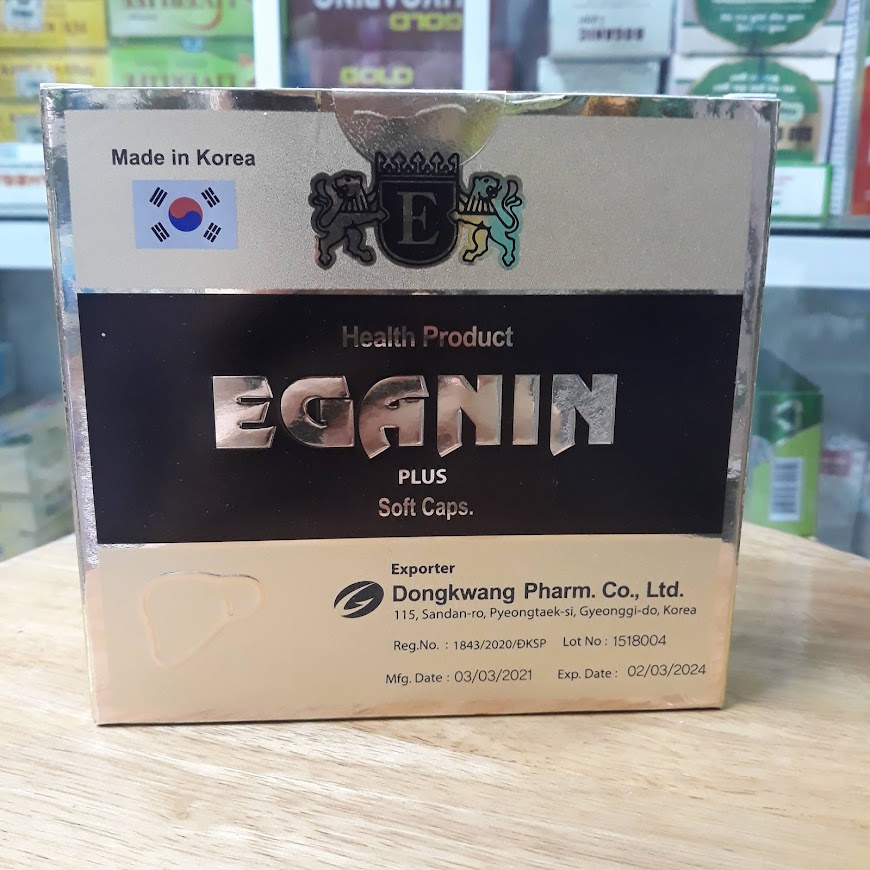 GOLD
Made in Korea
E
Health Product
EGANIN
PLUS
Soft Caps.
Exporter
Dongkwang Pharm. Co., Ltd.
115, Sandan-ro, Pyeongtaek-si, Gyeonggi-do, Korea
Reg.No. : 1843/2020/ĐKSP Lot No : 1518004
Mfg. Date : 03/03/2021 Exp. Date : 02/03/2024